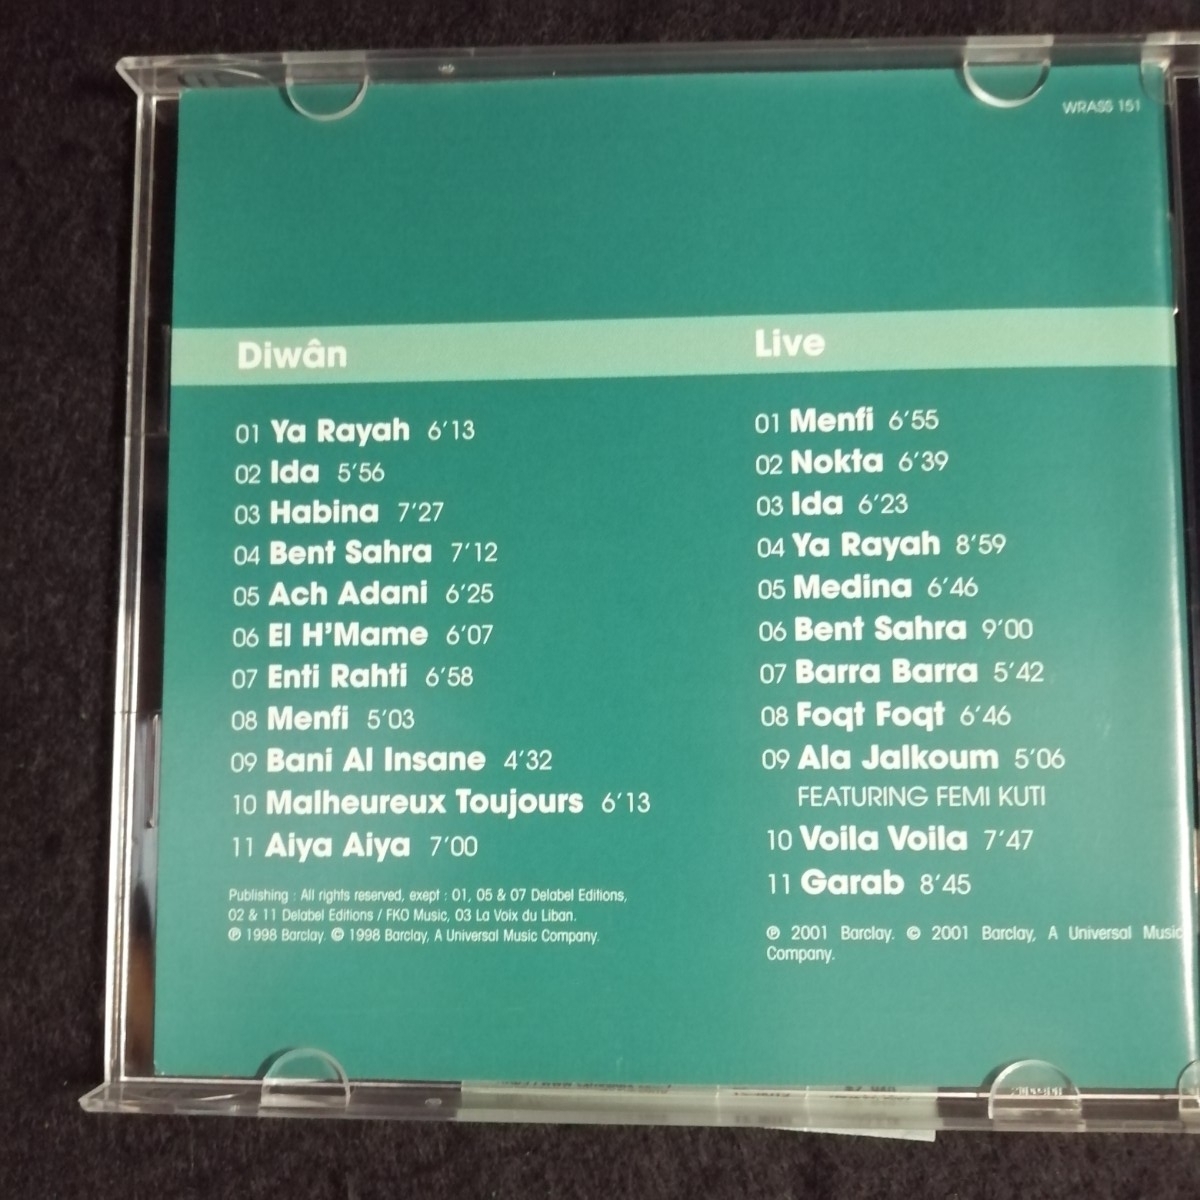 WRASS 151
Diwân
01 Ya Rayah 6'13
02 Ida 5'56
03 Habina 7'27
04 Bent Sahra 7'12
05 Ach Adani 6'25
06 El H'Mame 6'07
07 Enti Rahti 6'58
08 Menfi 5'03
09 Bani Al Insane 4'32
10 Malheureux Toujours 6'13
11 Aiya Aiya 7'00
Publishing : All rights reserved, exept : 01, 05 & 07 Delabel Editions,
02 & 11 Delabel Editions / FKO Music, 03 La Voix du Liban.
℗ 1998 Barclay. © 1998 Barclay, A Universal Music Company.
Live
01 Menfi 6'55
02 Nokta 6'39
03 Ida 6'23
04 Ya Rayah 8'59
05 Medina 6'46
06 Bent Sahra 9'00
07 Barra Barra 5'42
08 Foqt Foqt 6'46
09 Ala Jalkoum 5'06
FEATURING FEMI KUTI
10 Voila Voila 7'47
11 Garab 8'45
℗ 2001 Barclay. © 2001 Barclay, A Universal Music
Company.